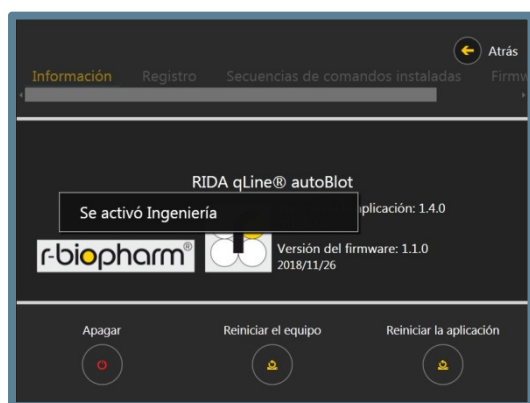 Atrás
Información Registro Secuencias de comandos instaladas Firmw
RIDA qLine® autoBlot
Se activó Ingeniería
plicación: 1.4.0
r-biopharm®
Versión del firmware: 1.1.0
2018/11/26
Apagar Reiniciar el equipo Reiniciar la aplicación